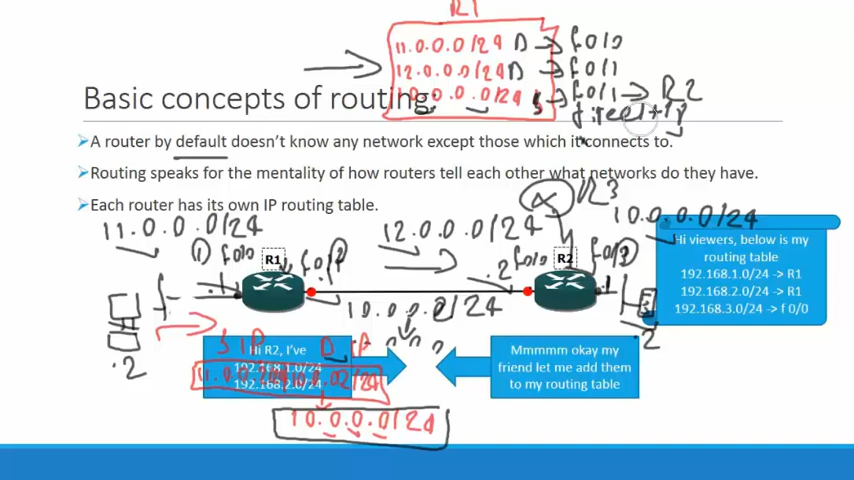 R1
11.0.0.0/24 D → f0/0
12.0.0.0/24 D → f0/1
10.0.0.0/24 S → f0/1 → R2
direct
Basic concepts of routing
A router by default doesn't know any network except those which it connects to.
Routing speaks for the mentality of how routers tell each other what networks do they have.
Each router has its own IP routing table.
R3
11.0.0.0/24
12.0.0.0/24
10.0.0.0/24
Hi viewers, below is my
routing table
192.168.1.0/24 -> R1
192.168.2.0/24 -> R1
192.168.3.0/24 -> f 0/0
1
f0/0
R1
f0/1
f0/0
R2
.1
.2
.1
10.0.0.0/24
.2
.2
S IP
D IP
Hi R2, I've
192.168.1.0/24
192.168.2.0/24
Mmmmm okay my
friend let me add them
to my routing table
10.0.0.0/24